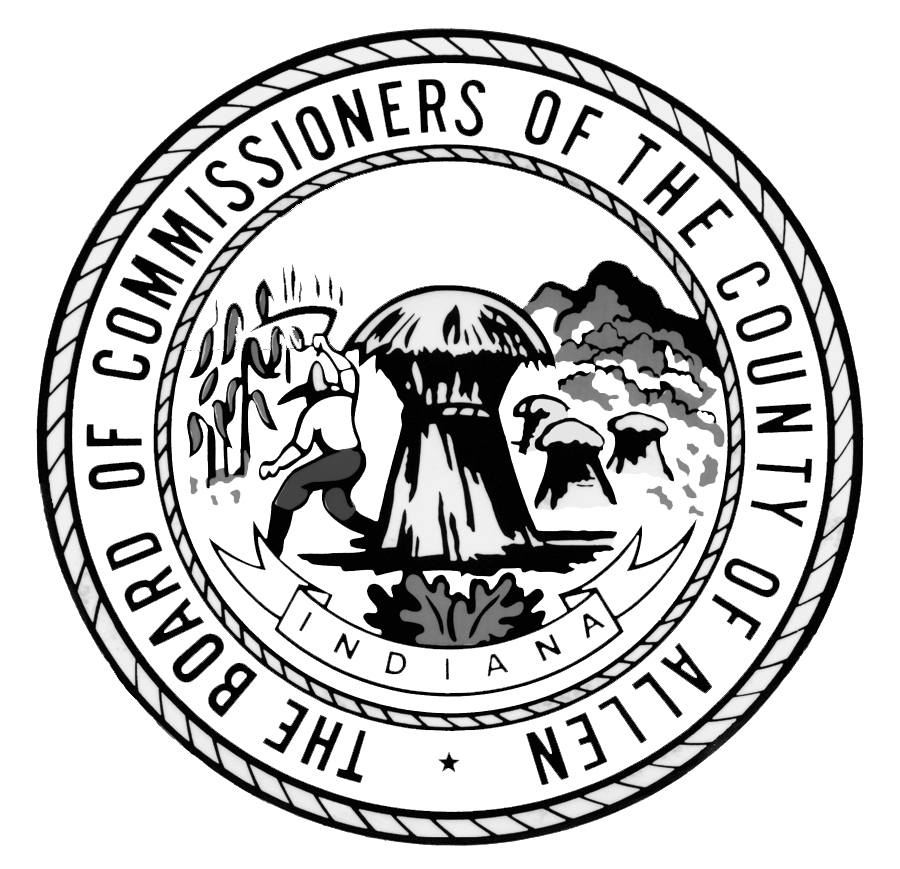 THE BOARD OF COMMISSIONERS OF THE COUNTY OF ALLEN
INDIANA